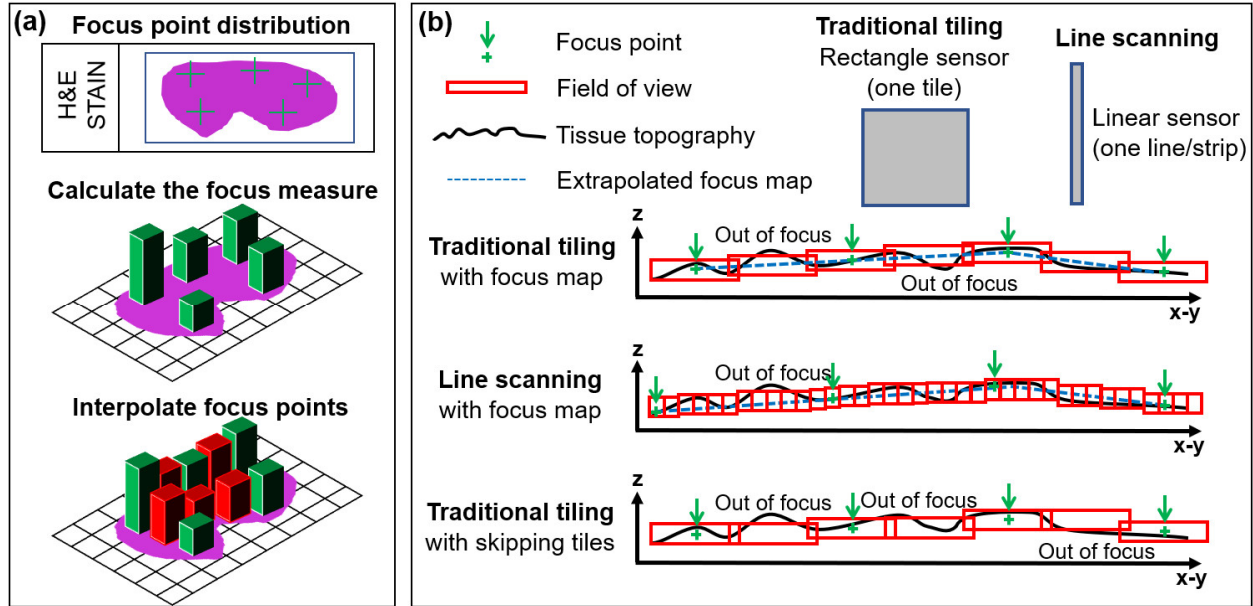 (a)
Focus point distribution
H&E
STAIN
Calculate the focus measure
Interpolate focus points
(b)
Focus point
Field of view
Tissue topography
Extrapolated focus map
Traditional tiling
Rectangle sensor
(one tile)
Line scanning
Linear sensor
(one line/strip)
Traditional tiling
with focus map
z
Out of focus
Out of focus
x-y
Line scanning
with focus map
z
Out of focus
x-y
Traditional tiling
with skipping tiles
z
Out of focus
Out of focus
Out of focus
x-y